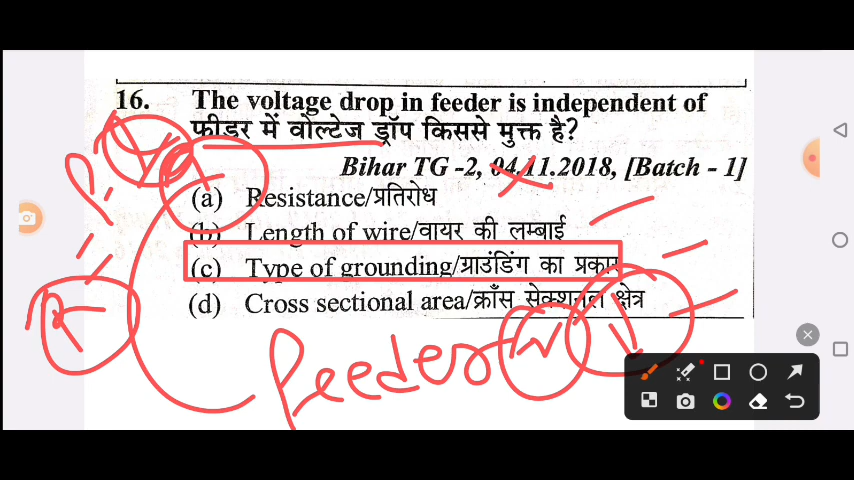 16. The voltage drop in feeder is independent of
फीडर में वोल्टेज ड्रॉप किससे मुक्त है?
Bihar TG -2, 04.11.2018, [Batch - 1]
(a) Resistance/प्रतिरोध
(b) Length of wire/वायर की लम्बाई
(c) Type of grounding/ग्राउंडिंग का प्रकार
(d) Cross sectional area/क्रॉस सेक्शनल क्षेत्र
feeder